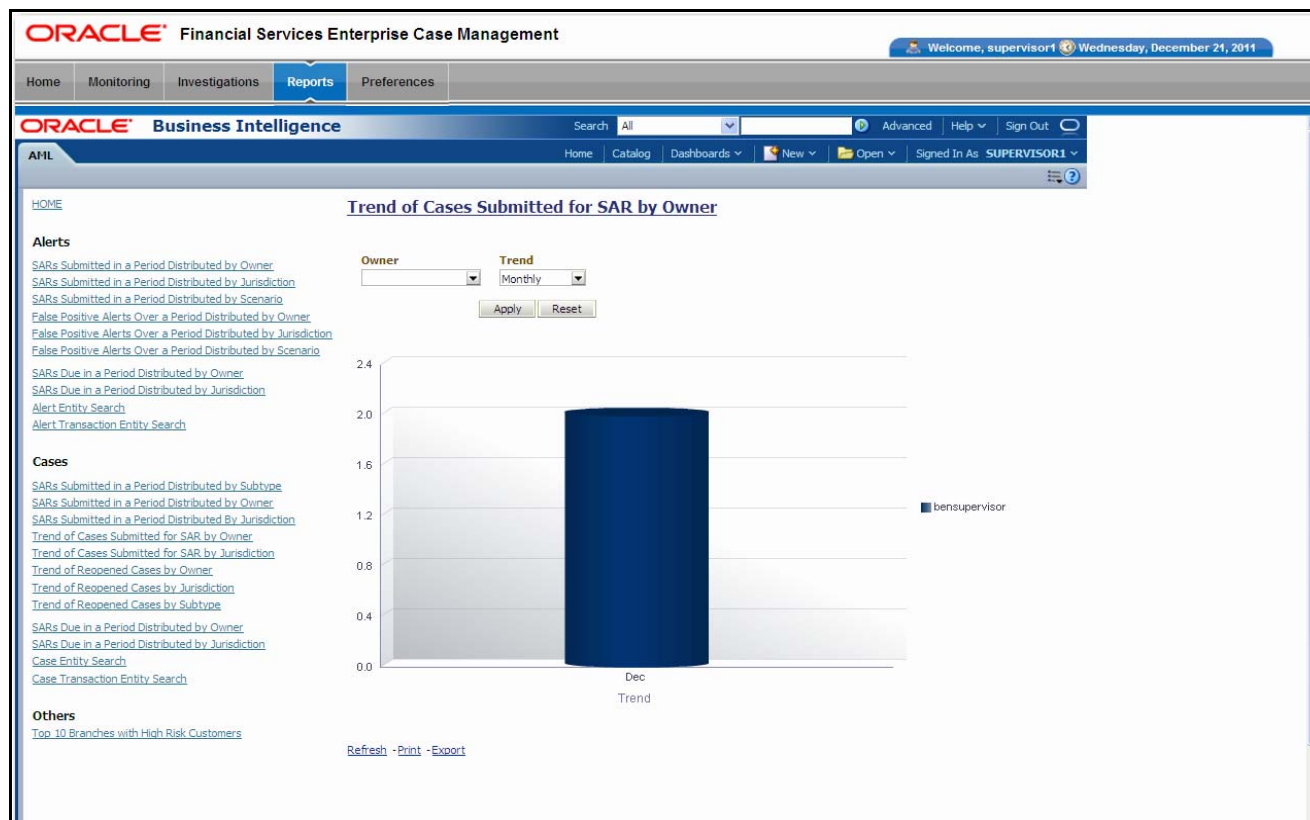 ORACLE® Financial Services Enterprise Case Management
Welcome, supervisor1 Wednesday, December 21, 2011
Home Monitoring Investigations Reports Preferences
ORACLE® Business Intelligence
Search All Advanced Help Sign Out
AML
Home Catalog Dashboards New Open Signed In As SUPERVISOR1
HOME
Alerts
SARs Submitted in a Period Distributed by Owner
SARs Submitted in a Period Distributed by Jurisdiction
SARs Submitted in a Period Distributed by Scenario
False Positive Alerts Over a Period Distributed by Owner
False Positive Alerts Over a Period Distributed by Jurisdiction
False Positive Alerts Over a Period Distributed by Scenario
SARs Due in a Period Distributed by Owner
SARs Due in a Period Distributed by Jurisdiction
Alert Entity Search
Alert Transaction Entity Search
Cases
SARs Submitted in a Period Distributed by Subtype
SARs Submitted in a Period Distributed by Owner
SARs Submitted in a Period Distributed By Jurisdiction
Trend of Cases Submitted for SAR by Owner
Trend of Cases Submitted for SAR by Jurisdiction
Trend of Reopened Cases by Owner
Trend of Reopened Cases by Jurisdiction
Trend of Reopened Cases by Subtype
SARs Due in a Period Distributed by Owner
SARs Due in a Period Distributed by Jurisdiction
Case Entity Search
Case Transaction Entity Search
Others
Top 10 Branches with High Risk Customers
Trend of Cases Submitted for SAR by Owner
Owner Trend
Monthly
Apply Reset
2.4
2.0
1.6
1.2
0.8
0.4
0.0
Dec
Trend
bensupervisor
Refresh - Print - Export